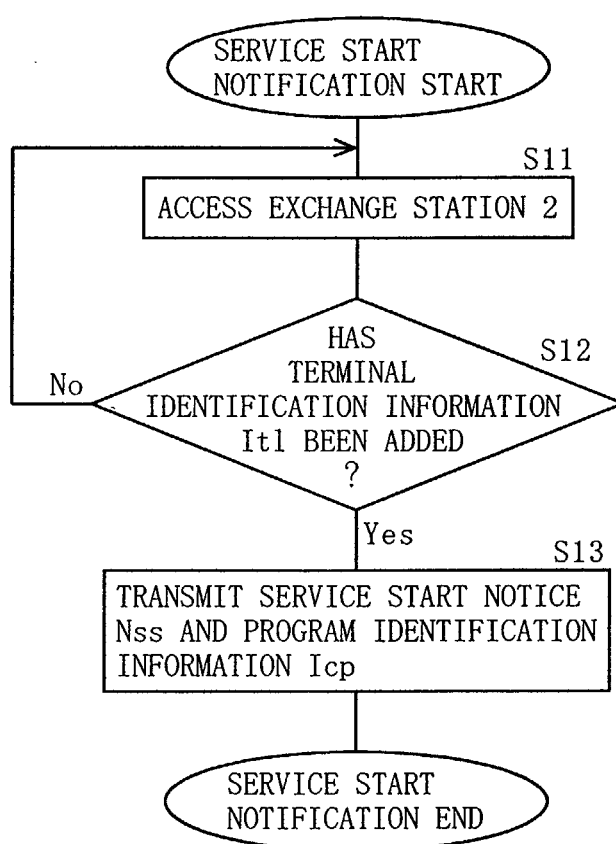 SERVICE START
NOTIFICATION START
S11
ACCESS EXCHANGE STATION 2
S12
HAS
TERMINAL
IDENTIFICATION INFORMATION
Itl BEEN ADDED
?
No
Yes
S13
TRANSMIT SERVICE START NOTICE
Nss AND PROGRAM IDENTIFICATION
INFORMATION Icp
SERVICE START
NOTIFICATION END